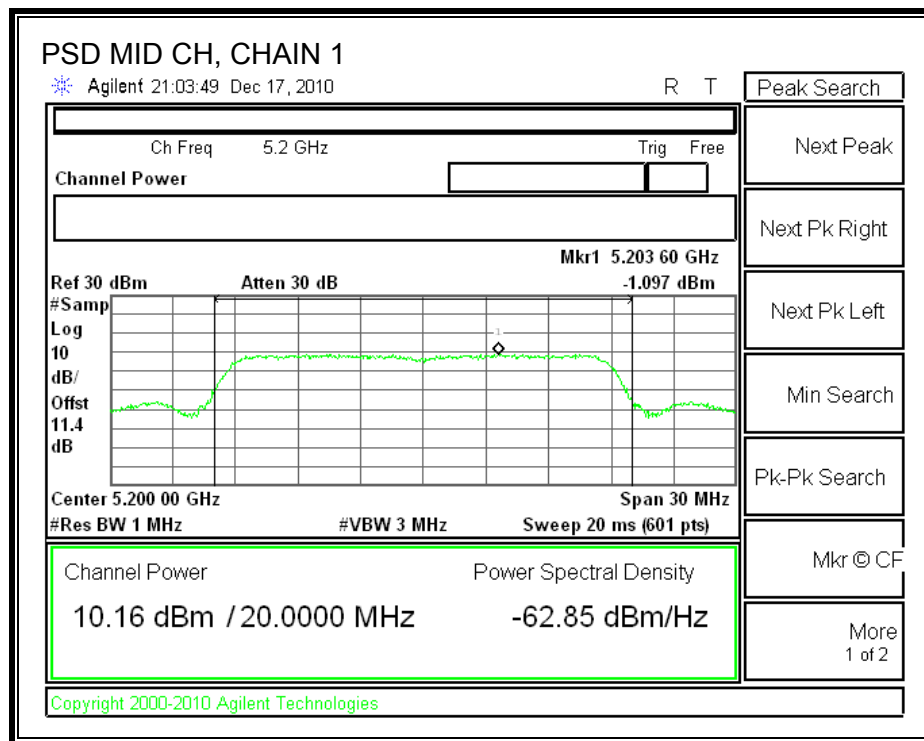 PSD MID CH, CHAIN 1
Agilent 21:03:49 Dec 17, 2010 R T
Peak Search
Ch Freq 5.2 GHz Trig Free
Channel Power
Mkr1 5.203 60 GHz
Ref 30 dBm Atten 30 dB -1.097 dBm
#Samp
Log
10
dB/
Offst
11.4
dB
1
Center 5.200 00 GHz Span 30 MHz
#Res BW 1 MHz #VBW 3 MHz Sweep 20 ms (601 pts)
Channel Power Power Spectral Density
10.16 dBm / 20.0000 MHz -62.85 dBm/Hz
Copyright 2000-2010 Agilent Technologies
Next Peak
Next Pk Right
Next Pk Left
Min Search
Pk-Pk Search
Mkr © CF
More
1 of 2